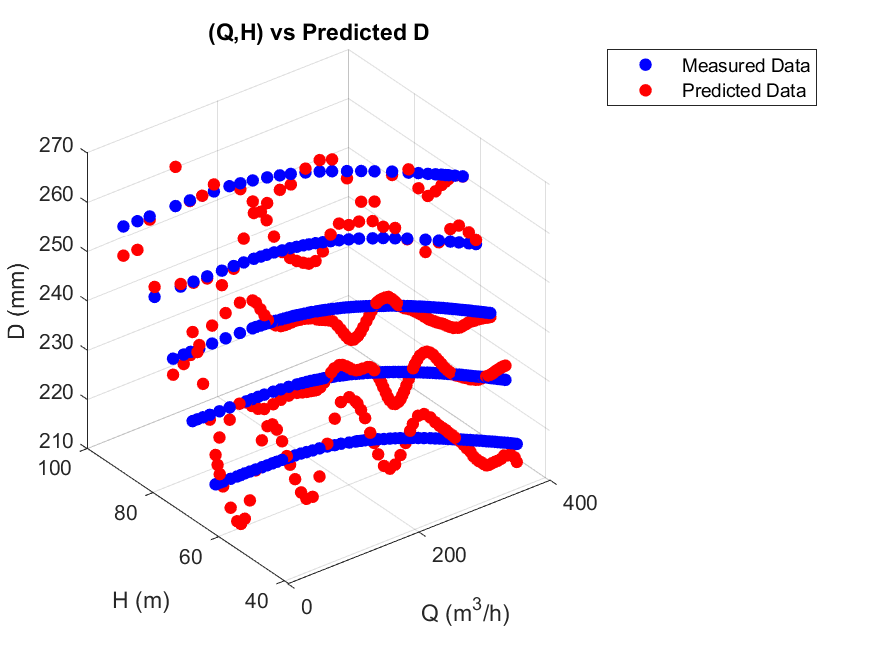 (Q,H) vs Predicted D
Measured Data
Predicted Data
270
260
250
240
230
220
210
D (mm)
100
80
60
40
H (m)
0
200
400
Q (m³/h)